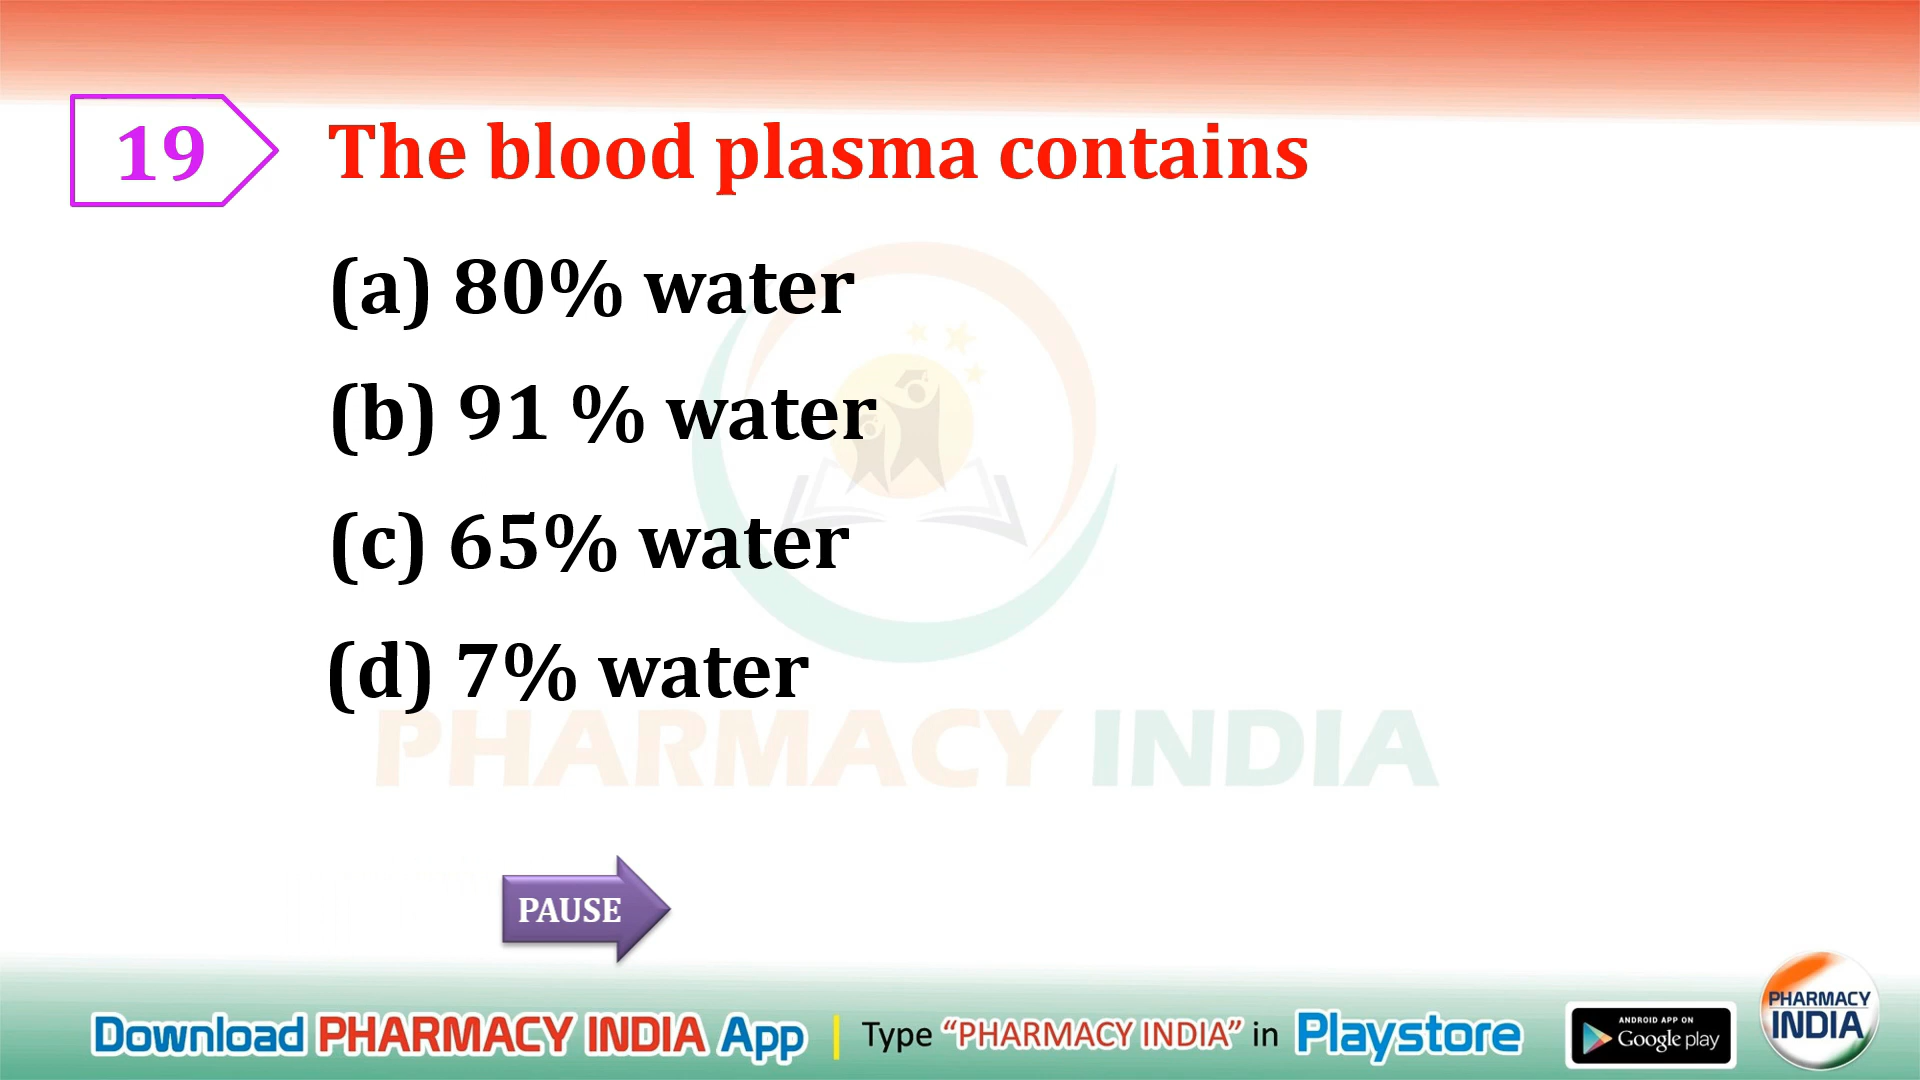 19 The blood plasma contains
(a) 80% water
(b) 91 % water
(c) 65% water
(d) 7% water
PHARMACY INDIA
PAUSE
Download PHARMACY INDIA App | Type “PHARMACY INDIA” in Playstore
ANDROID APP ON
Google play
PHARMACY
INDIA